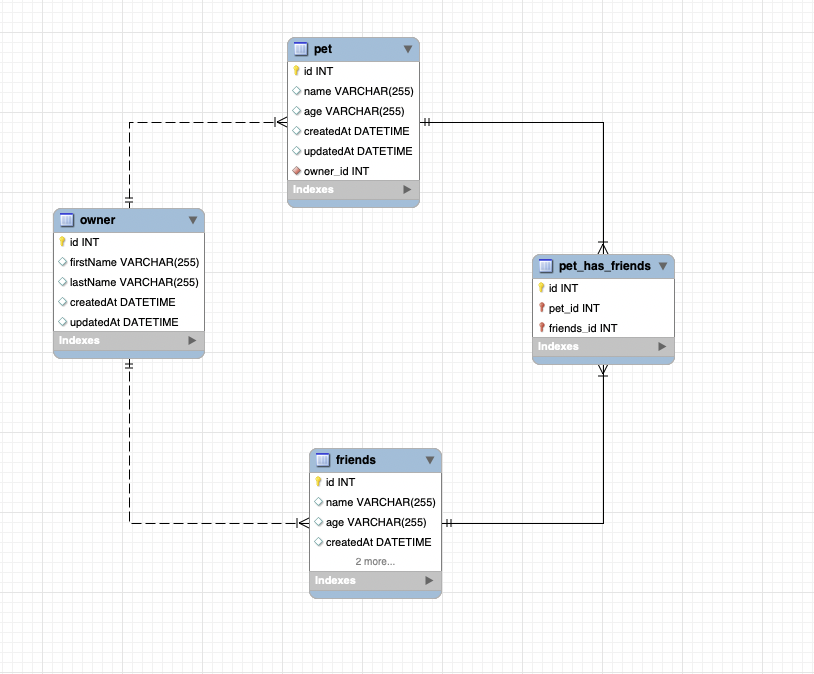 pet
id INT
name VARCHAR(255)
age VARCHAR(255)
createdAt DATETIME
updatedAt DATETIME
owner_id INT
Indexes
owner
id INT
firstName VARCHAR(255)
lastName VARCHAR(255)
createdAt DATETIME
updatedAt DATETIME
Indexes
pet_has_friends
id INT
pet_id INT
friends_id INT
Indexes
friends
id INT
name VARCHAR(255)
age VARCHAR(255)
createdAt DATETIME
2 more...
Indexes